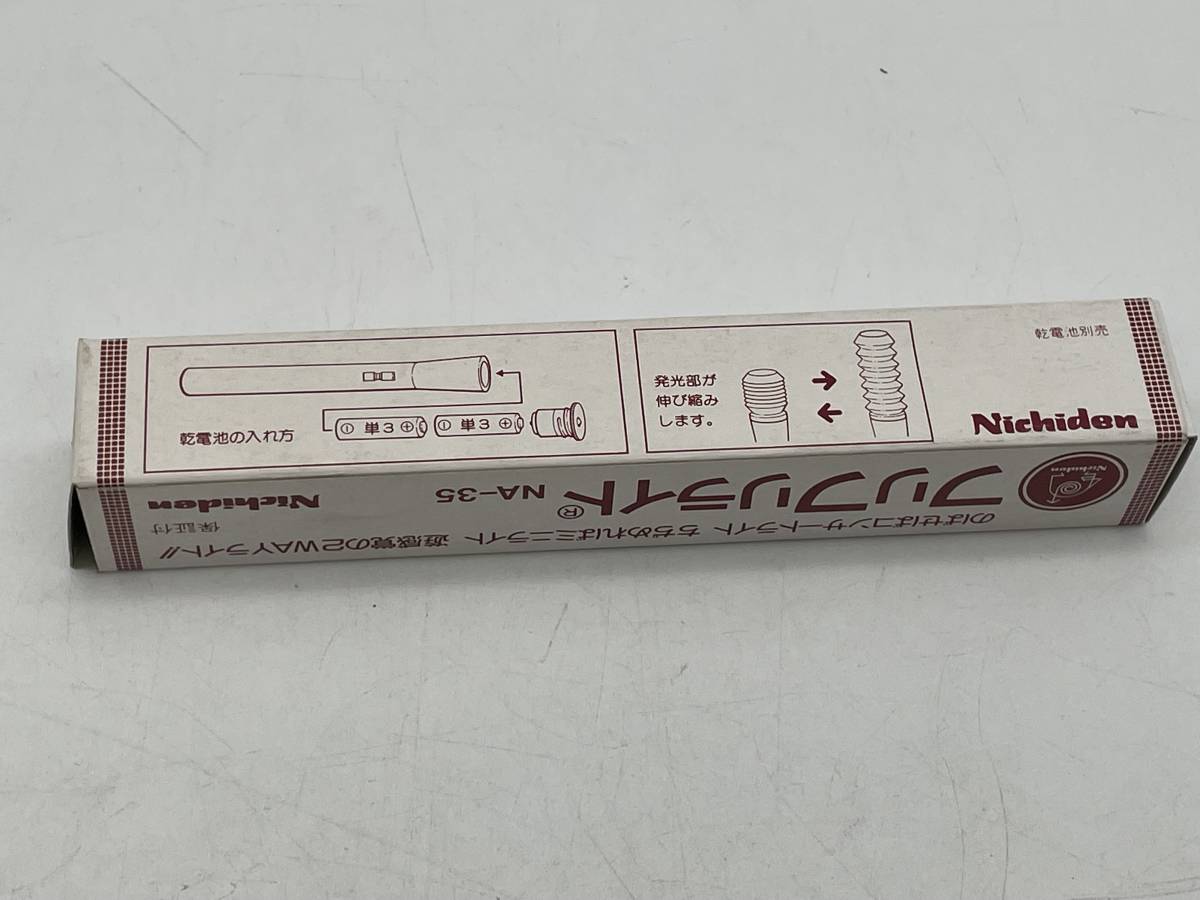 乾電池の入れ方
単3
単3
発光部が
伸び縮み
します。
乾電池別売
Nichiden
Nichiden
フリフリライト®
NA-35
Nichiden
保証付
のばせばコンサートライト ちぢめればミニライト 遊感覚の2WAYライト//